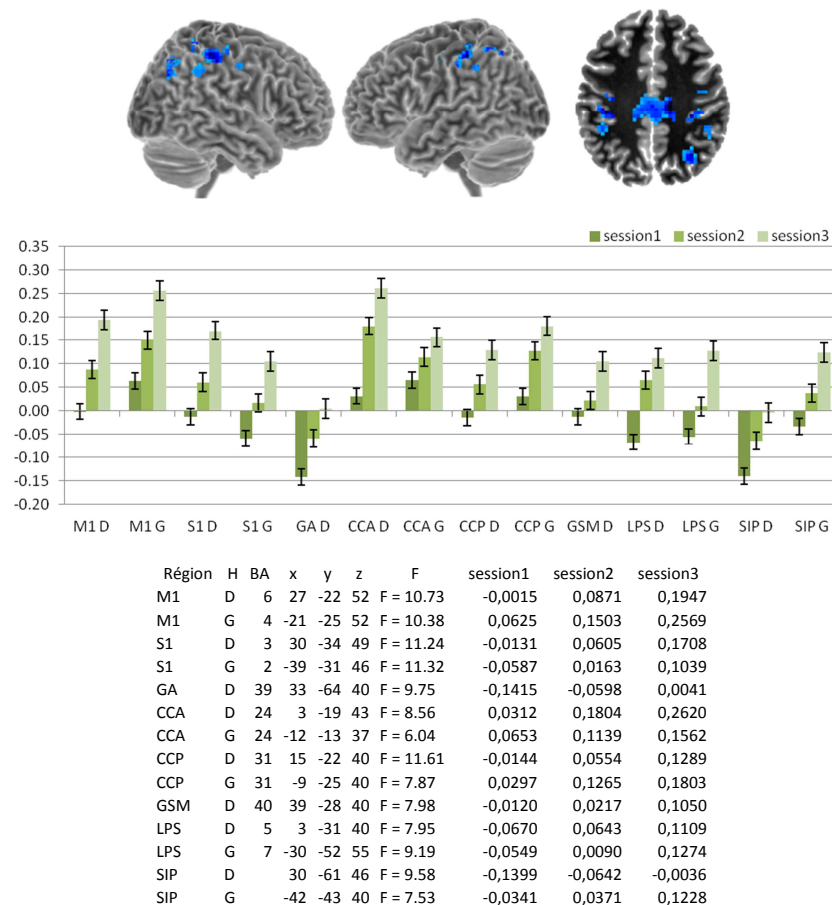 session1 session2 session3
0.35
0.30
0.25
0.20
0.15
0.10
0.05
0.00
-0.05
-0.10
-0.15
-0.20
M1 D M1 G S1 D S1 G GA D CCA D CCA G CCP D CCP G GSM D LPS D LPS G SIP D SIP G
Région H BA x y z F session1 session2 session3
M1 D 6 27 -22 52 F = 10.73 -0,0015 0,0871 0,1947
M1 G 4 -21 -25 52 F = 10.38 0,0625 0,1503 0,2569
S1 D 3 30 -34 49 F = 11.24 -0,0131 0,0605 0,1708
S1 G 2 -39 -31 46 F = 11.32 -0,0587 0,0163 0,1039
GA D 39 33 -64 40 F = 9.75 -0,1415 -0,0598 0,0041
CCA D 24 3 -19 43 F = 8.56 0,0312 0,1804 0,2620
CCA G 24 -12 -13 37 F = 6.04 0,0653 0,1139 0,1562
CCP D 31 15 -22 40 F = 11.61 -0,0144 0,0554 0,1289
CCP G 31 -9 -25 40 F = 7.87 0,0297 0,1265 0,1803
GSM D 40 39 -28 40 F = 7.98 -0,0120 0,0217 0,1050
LPS D 5 3 -31 40 F = 7.95 -0,0670 0,0643 0,1109
LPS G 7 -30 -52 55 F = 9.19 -0,0549 0,0090 0,1274
SIP D 30 -61 46 F = 9.58 -0,1399 -0,0642 -0,0036
SIP G -42 -43 40 F = 7.53 -0,0341 0,0371 0,1228